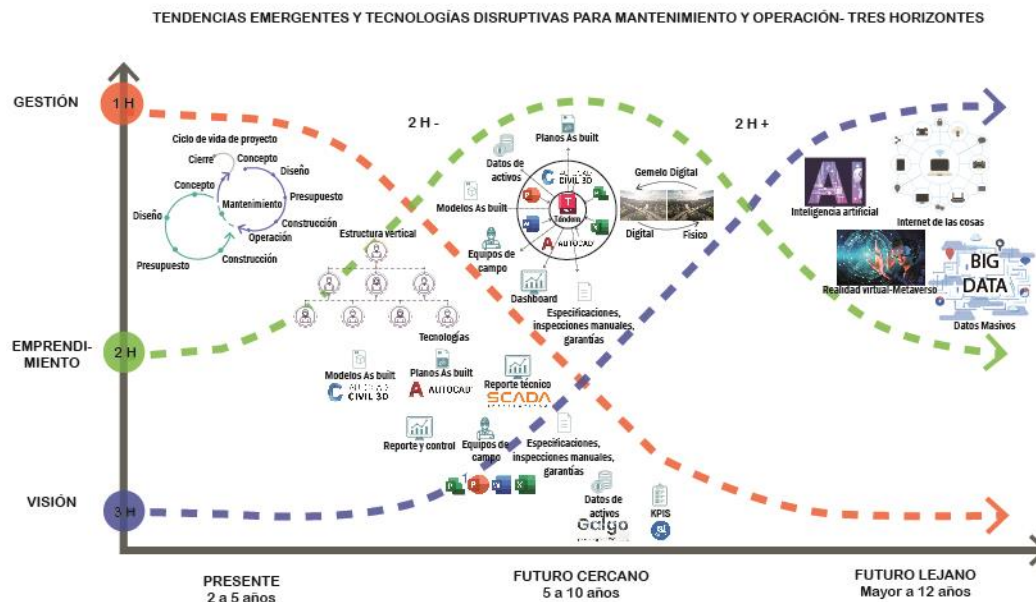 TENDENCIAS EMERGENTES Y TECNOLOGÍAS DISRUPTIVAS PARA MANTENIMIENTO Y OPERACIÓN- TRES HORIZONTES
GESTIÓN
1 H
2 H -
2 H +
Ciclo de vida de proyecto
Cierre
Concepto
Diseño
Concepto
Presupuesto
Mantenimiento
Diseño
Construcción
Operación
Presupuesto
Construcción
Estructura vertical
Tecnologías
Planos As built
Datos de
activos
CIVIL 3D
Modelos As built
Tándem
AUTOCAD
Equipos de
campo
Dashboard
Especificaciones,
inspecciones manuales,
garantías
Gemelo Digital
Digital
Físico
AI
Inteligencia artificial
Internet de las cosas
Realidad virtual-Metaverso
BIG
DATA
Datos Masivos
EMPRENDI-
MIENTO
2 H
Modelos As built
CIVIL 3D
Planos As built
AUTOCAD
Reporte técnico
SCADA
Reporte y control
Equipos de
campo
Especificaciones,
inspecciones manuales,
garantías
Datos de
activos
Galgo
KPIS
VISIÓN
3 H
PRESENTE
2 a 5 años
FUTURO CERCANO
5 a 10 años
FUTURO LEJANO
Mayor a 12 años